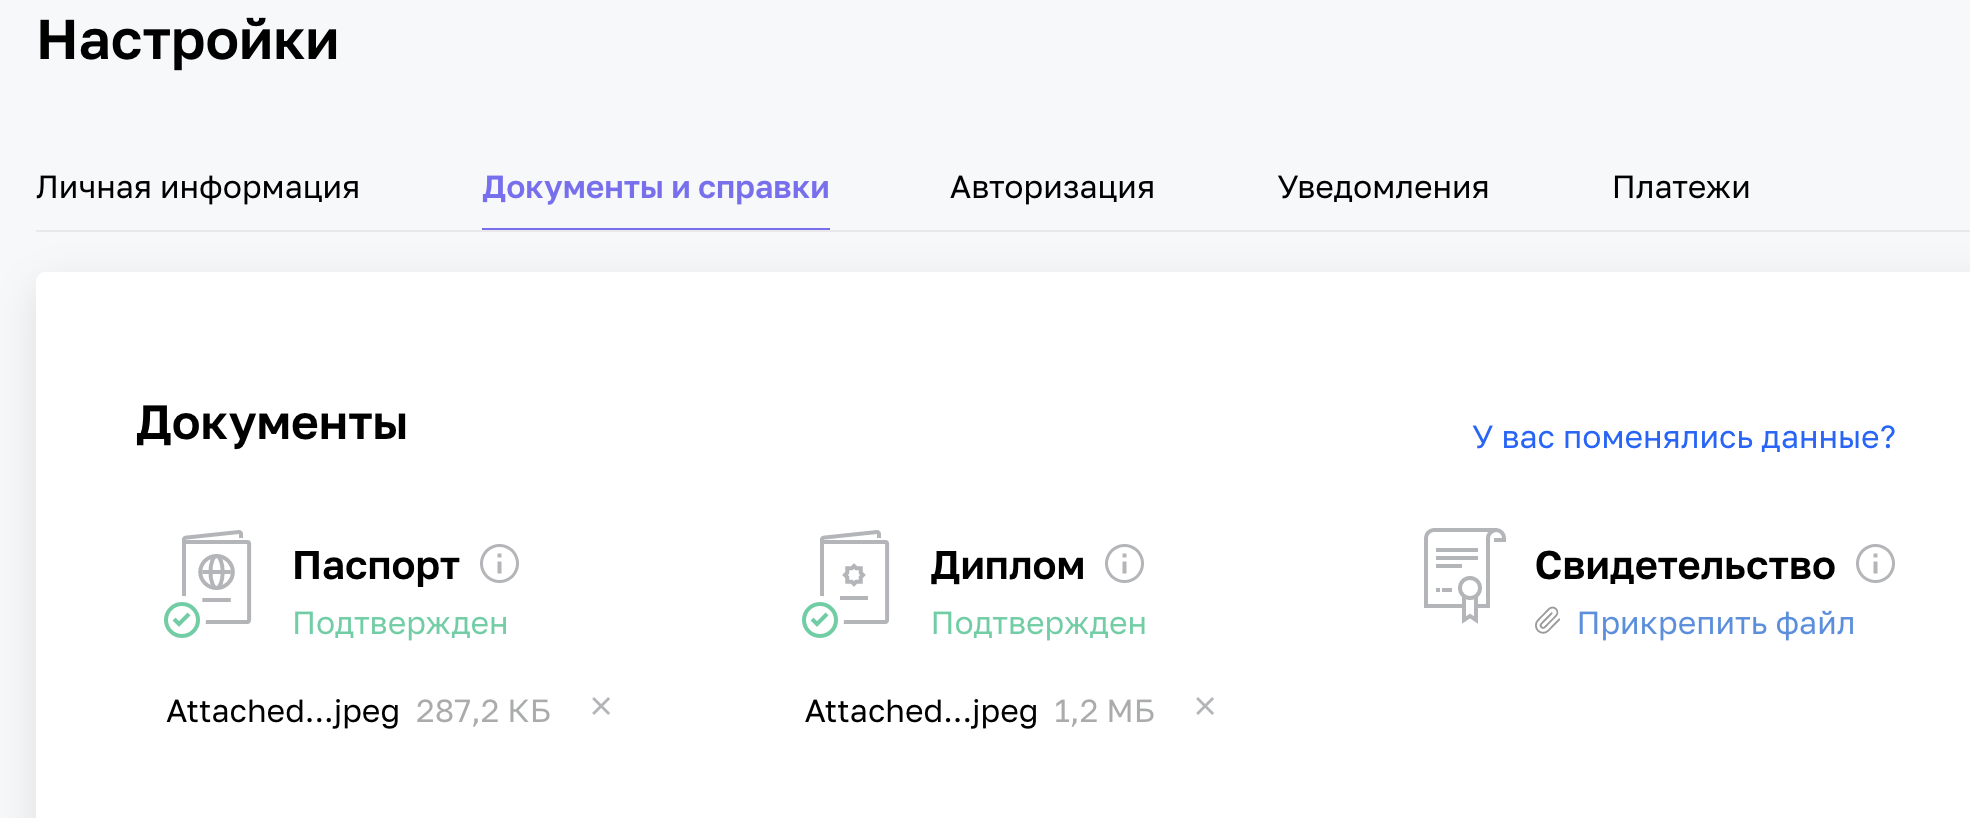 Настройки
Личная информация Документы и справки Авторизация Уведомления Платежи
Документы
У вас поменялись данные?
Паспорт Диплом Свидетельство
Подтвержден Подтвержден Прикрепить файл
Attached...jpeg 287,2 КБ Attached...jpeg 1,2 МБ